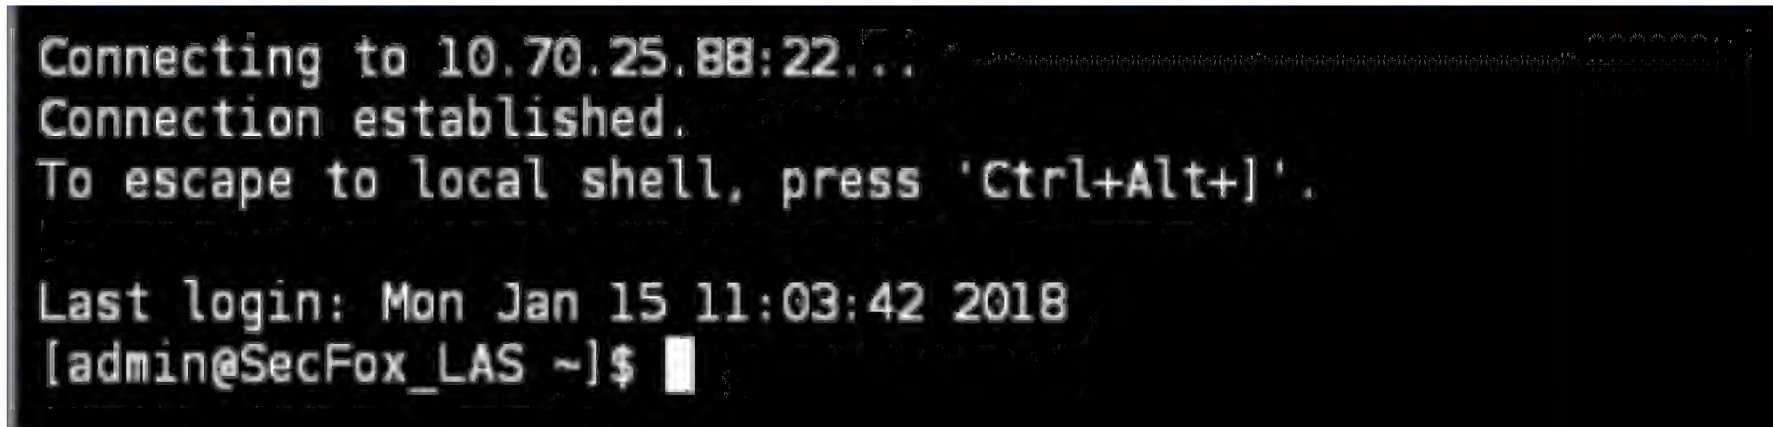 Connecting to 10.70.25.88:22...
Connection established.
To escape to local shell, press 'Ctrl+Alt+]'.
Last login: Mon Jan 15 11:03:42 2018
[admin@SecFox_LAS ~]$